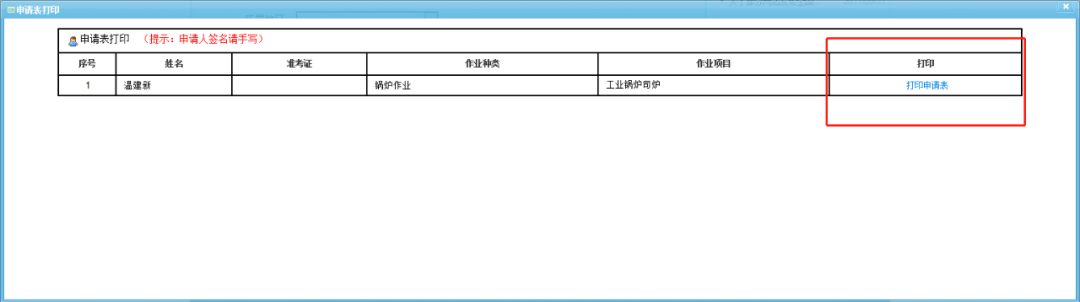 申请表打印
申请表打印 （提示：申请人签名请手写）
序号 姓名 准考证 作业种类 作业项目 打印
1 温建新 锅炉作业 工业锅炉司炉 打印申请表